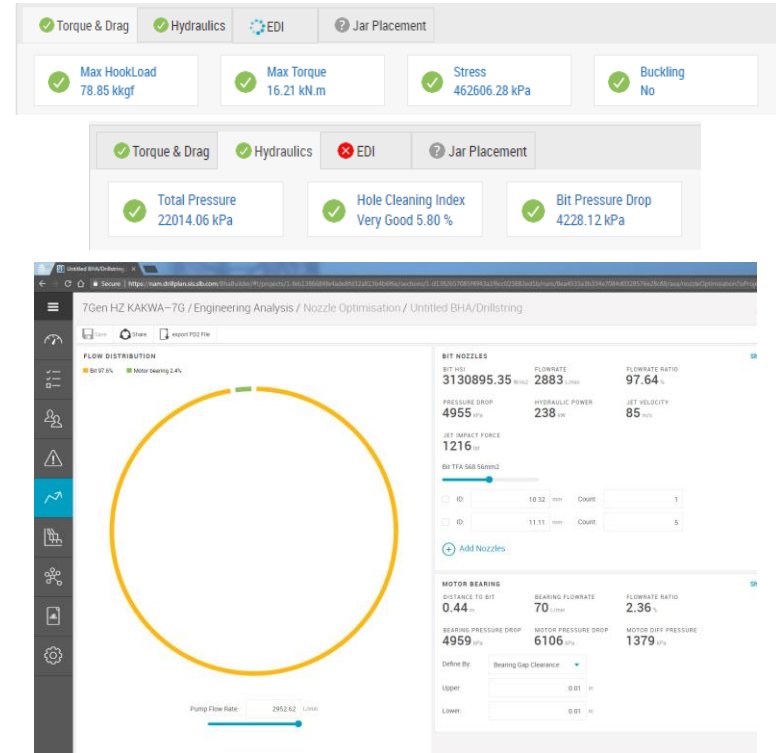 Torque & Drag Hydraulics EDI Jar Placement
Max HookLoad
78.85 kkgf
Max Torque
16.21 kN.m
Stress
462606.28 kPa
Buckling
No
Torque & Drag Hydraulics EDI Jar Placement
Total Pressure
22014.06 kPa
Hole Cleaning Index
Very Good 5.80 %
Bit Pressure Drop
4228.12 kPa
Untitled BHA/Drillstring
Secure
7Gen HZ KAKWA-7G / Engineering Analysis / Nozzle Optimisation / Untitled BHA/Drillstring
Save Share export PD2 File
FLOW DISTRIBUTION
Bit 97.6% Motor bearing 2.4%
Pump Flow Rate 2952.62 L/min
BIT NOZZLES
BIT HSI FLOWRATE FLOWRATE RATIO
3130895.35 2883 L/min 97.64 %
PRESSURE DROP HYDRAULIC POWER JET VELOCITY
4955 kPa 238 kW 85 m/s
JET IMPACT FORCE
1216
Bit TFA 568.56mm2
ID: 10.32 mm Count: 1
ID: 11.11 mm Count: 5
Add Nozzles
MOTOR BEARING
DISTANCE TO BIT BEARING FLOWRATE FLOWRATE RATIO
0.44 m 70 L/min 2.36 %
BEARING PRESSURE DROP MOTOR PRESSURE DROP MOTOR DIFF PRESSURE
4959 kPa 6106 kPa 1379 kPa
Define By: Bearing Gap Clearance
Upper: 0.01 in
Lower: 0.01 in